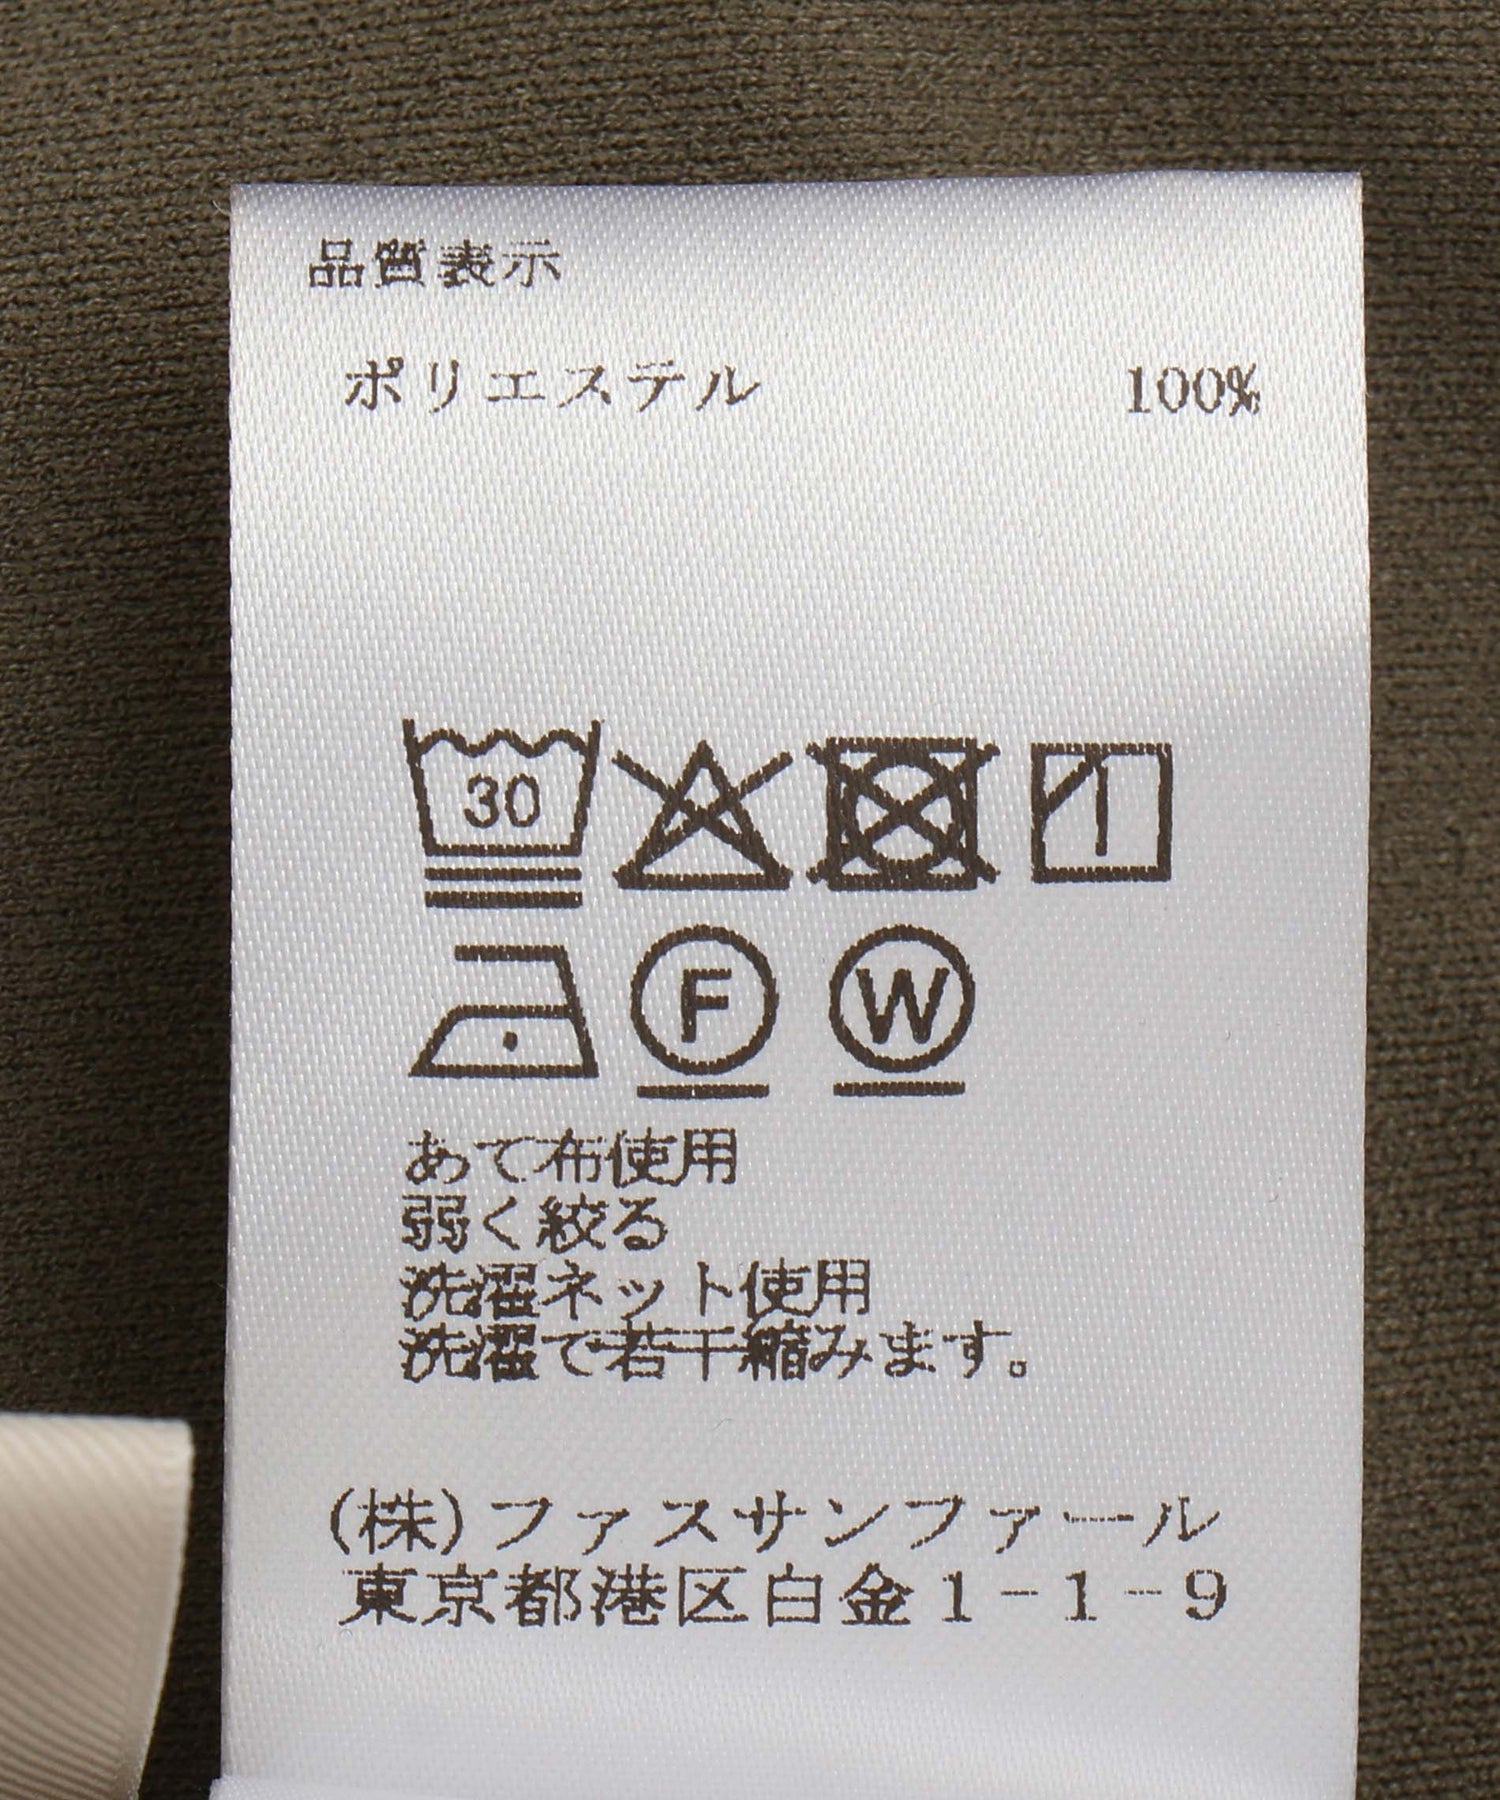 品質表示
ポリエステル 100%
30
F W
あて布使用
弱く絞る
洗濯ネット使用
洗濯で若干縮みます。
(株)ファスサンファール
東京都港区白金1-1-9